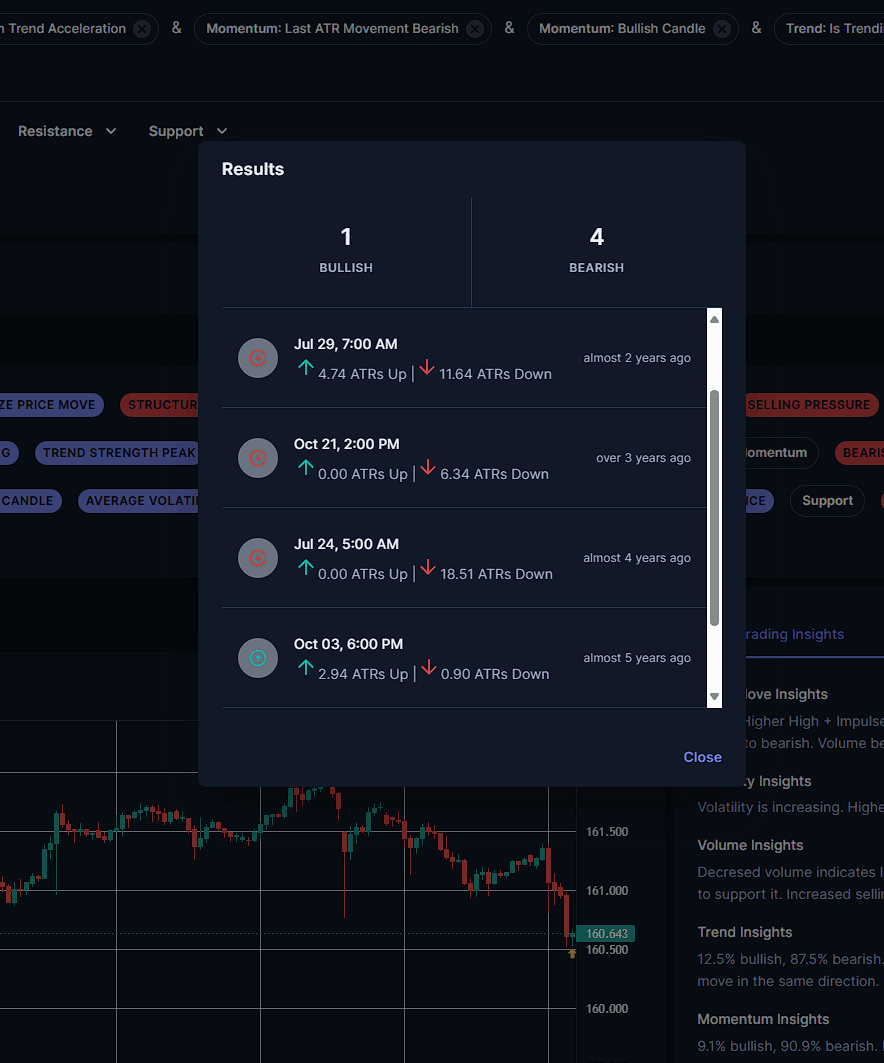 Trend Acceleration & Momentum: Last ATR Movement Bearish & Momentum: Bullish Candle & Trend: Is
Resistance Support
Results
1 4
BULLISH BEARISH
Jul 29, 7:00 AM
4.74 ATRs Up | 11.64 ATRs Down
almost 2 years ago
ZE PRICE MOVE STRUCTUR SELLING PRESSURE
Oct 21, 2:00 PM
0.00 ATRs Up | 6.34 ATRs Down
over 3 years ago
G TREND STRENGTH PEAK omentum BEARIS
CANDLE AVERAGE VOLATI NCE Support
Jul 24, 5:00 AM
0.00 ATRs Up | 18.51 ATRs Down
almost 4 years ago
Oct 03, 6:00 PM
2.94 ATRs Up | 0.90 ATRs Down
almost 5 years ago
Close
rading Insights
ove Insights
Higher High + Impulse
to bearish. Volume be
ty Insights
Volatility is increasing. Highe
Volume Insights
Decresed volume indicates
to support it. Increased sellin
Trend Insights
12.5% bullish, 87.5% bearish.
move in the same direction.
Momentum Insights
9.1% bullish, 90.9% bearish.
161.500
161.000
160.643
160.500
160.000